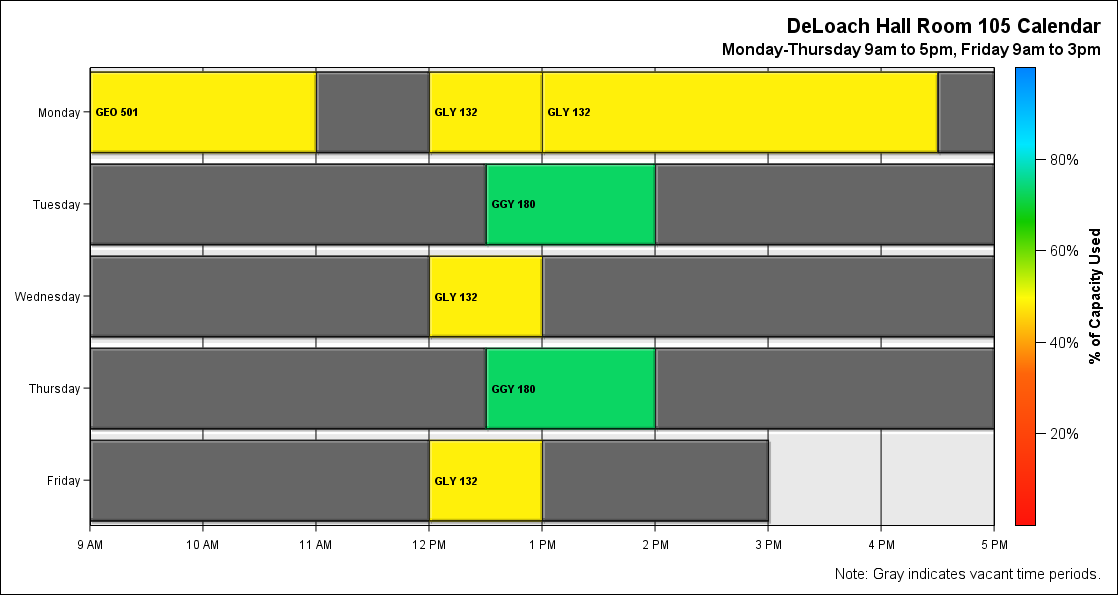 DeLoach Hall Room 105 Calendar
Monday-Thursday 9am to 5pm, Friday 9am to 3pm
Monday
GEO 501
GLY 132
GLY 132
Tuesday
GGY 180
Wednesday
GLY 132
Thursday
GGY 180
Friday
GLY 132
9 AM
10 AM
11 AM
12 PM
1 PM
2 PM
3 PM
4 PM
5 PM
80%
60%
40%
20%
% of Capacity Used
Note: Gray indicates vacant time periods.